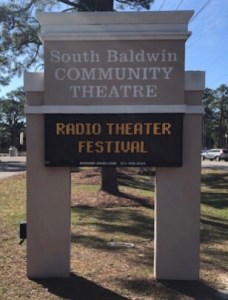 South Baldwin
COMMUNITY
THEATRE
RADIO THEATER
FESTIVAL